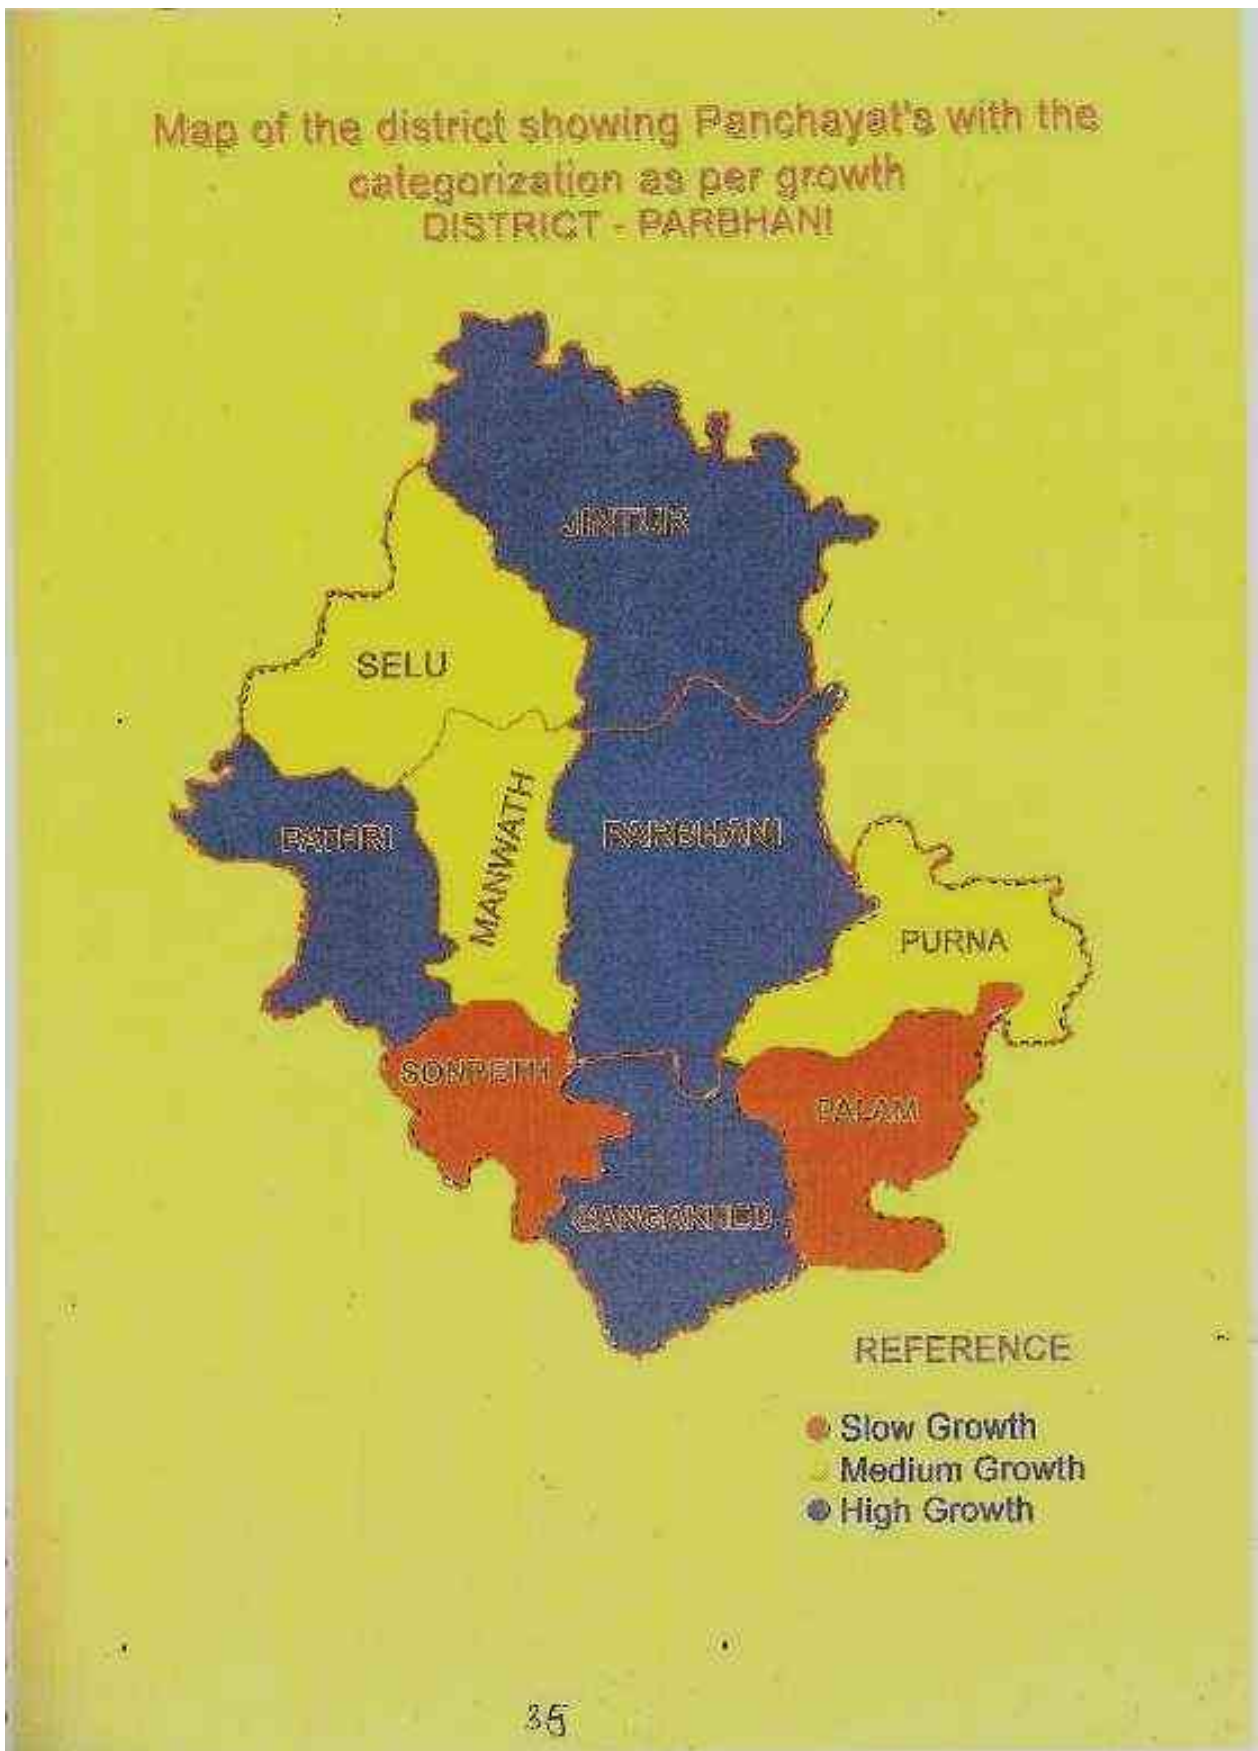 Map of the district showing Panchayat's with the
categorization as per growth
DISTRICT - PARBHANI
JINTUR
SELU
PATHRI
MANWATH
PARBHANI
PURNA
SONPETH
PALAM
GANGAKHED
REFERENCE
Slow Growth
Medium Growth
High Growth
35